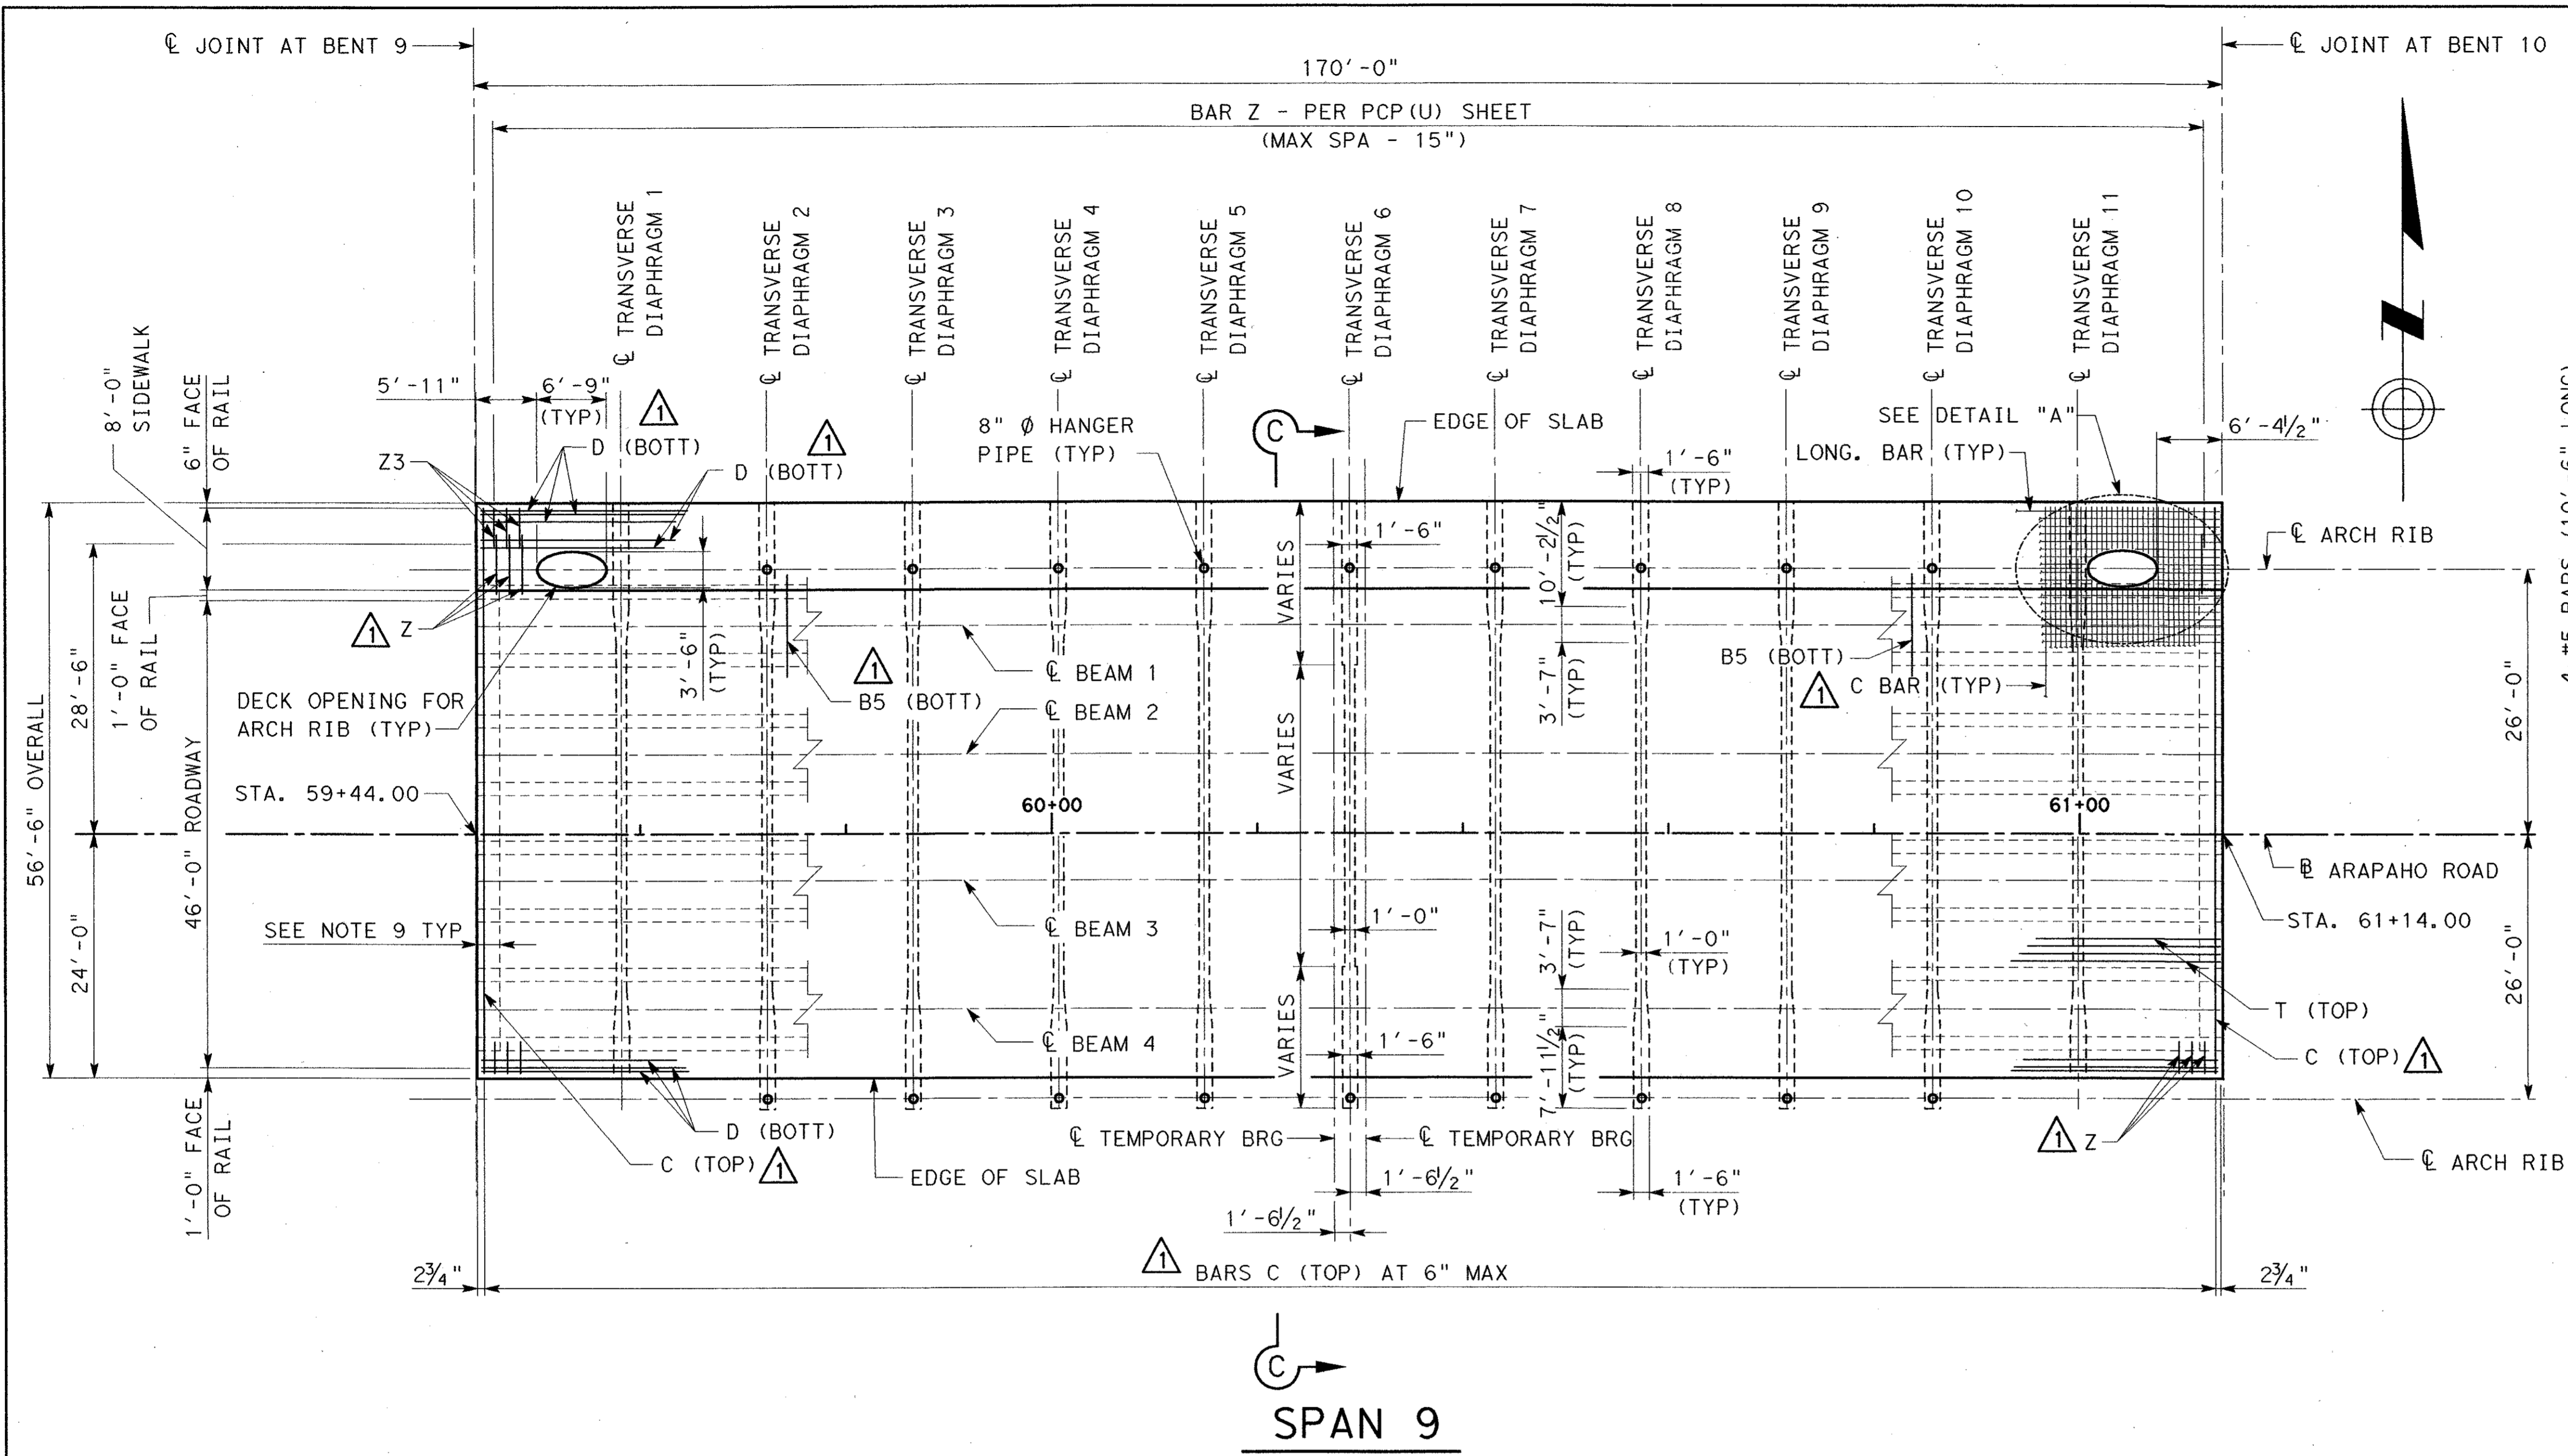 ℄ JOINT AT BENT 9
℄ JOINT AT BENT 10
170'-0"
BAR Z - PER PCP(U) SHEET
(MAX SPA - 15")
℄ TRANSVERSE
DIAPHRAGM 1
℄ TRANSVERSE
DIAPHRAGM 2
℄ TRANSVERSE
DIAPHRAGM 3
℄ TRANSVERSE
DIAPHRAGM 4
℄ TRANSVERSE
DIAPHRAGM 5
℄ TRANSVERSE
DIAPHRAGM 6
℄ TRANSVERSE
DIAPHRAGM 7
℄ TRANSVERSE
DIAPHRAGM 8
℄ TRANSVERSE
DIAPHRAGM 9
℄ TRANSVERSE
DIAPHRAGM 10
℄ TRANSVERSE
DIAPHRAGM 11
N
8'-0"
SIDEWALK
6" FACE
OF RAIL
5'-11"
6'-9"
(TYP)
1
D (BOTT)
1
D (BOTT)
Z3
8" Ø HANGER
PIPE (TYP)
C
EDGE OF SLAB
1'-6"
(TYP)
SEE DETAIL "A"
LONG. BAR (TYP)
6'-4½"
4 #5 BARS (10'-6" LONG)
℄ ARCH RIB
1'-6"
10'-2½"
(TYP)
VARIES
1 Z
1'-0" FACE
OF RAIL
28'-6"
56'-6" OVERALL
DECK OPENING FOR
ARCH RIB (TYP)
3'-6"
(TYP)
1
B5 (BOTT)
℄ BEAM 1
℄ BEAM 2
3'-7"
(TYP)
B5 (BOTT)
1 C BAR (TYP)
26'-0"
VARIES
STA. 59+44.00
46'-0" ROADWAY
60+00
61+00
℄ ARAPAHO ROAD
STA. 61+14.00
24'-0"
SEE NOTE 9 TYP
℄ BEAM 3
1'-0"
3'-7"
(TYP)
1'-0"
(TYP)
26'-0"
T (TOP)
C (TOP) 1
℄ BEAM 4
VARIES
1'-6"
7'-11½"
(TYP)
1'-0" FACE
OF RAIL
D (BOTT)
C (TOP) 1
EDGE OF SLAB
℄ TEMPORARY BRG
℄ TEMPORARY BRG
1 Z
℄ ARCH RIB
1'-6½"
1'-6½"
1'-6"
(TYP)
2¾"
1 BARS C (TOP) AT 6" MAX
2¾"
C
SPAN 9